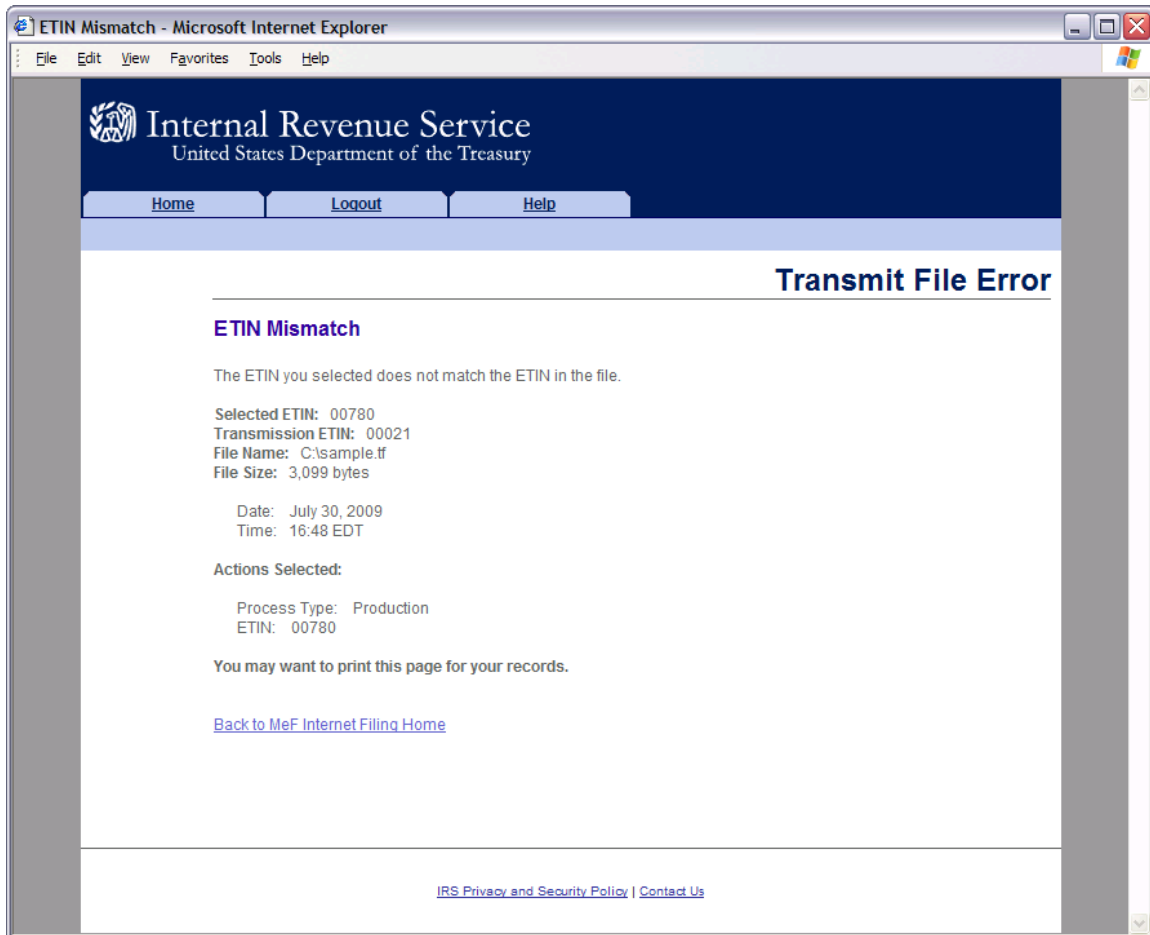 ETIN Mismatch - Microsoft Internet Explorer
File Edit View Favorites Tools Help
Internal Revenue Service
United States Department of the Treasury
Home Logout Help
Transmit File Error
ETIN Mismatch
The ETIN you selected does not match the ETIN in the file.
Selected ETIN: 00780
Transmission ETIN: 00021
File Name: C:\sample.tf
File Size: 3,099 bytes
Date: July 30, 2009
Time: 16:48 EDT
Actions Selected:
Process Type: Production
ETIN: 00780
You may want to print this page for your records.
Back to MeF Internet Filing Home
IRS Privacy and Security Policy | Contact Us